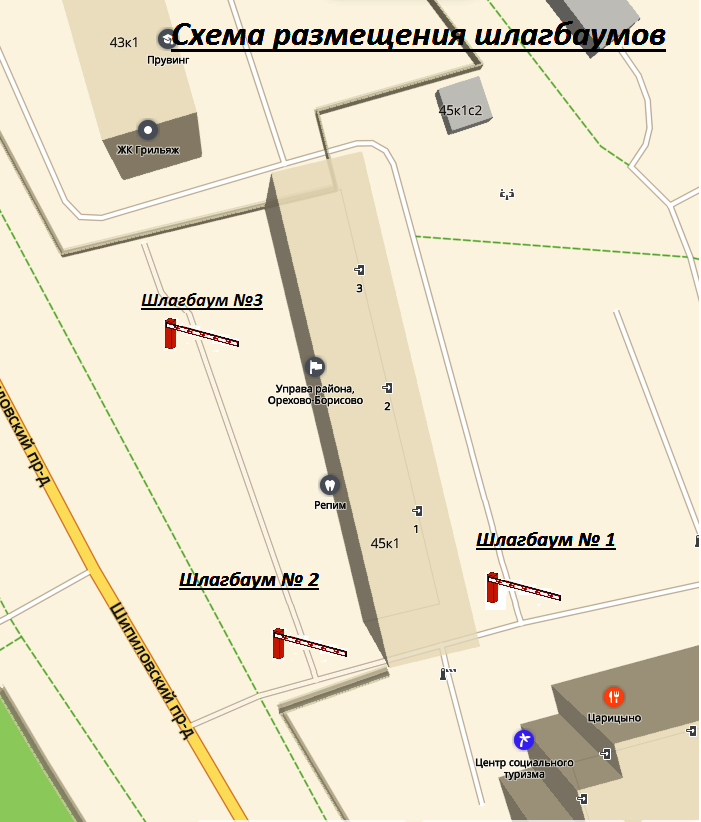 Схема размещения шлагбаумов
43к1
Прувинг
ЖК Грильяж
45к1с2
3
Шлагбаум №3
Управа района,
Орехово-Борисово
2
ловский пр-д
Репим
1
45к1
Шлагбаум № 1
Шлагбаум № 2
Шипиловский пр-д
Царицыно
Центр социального
туризма